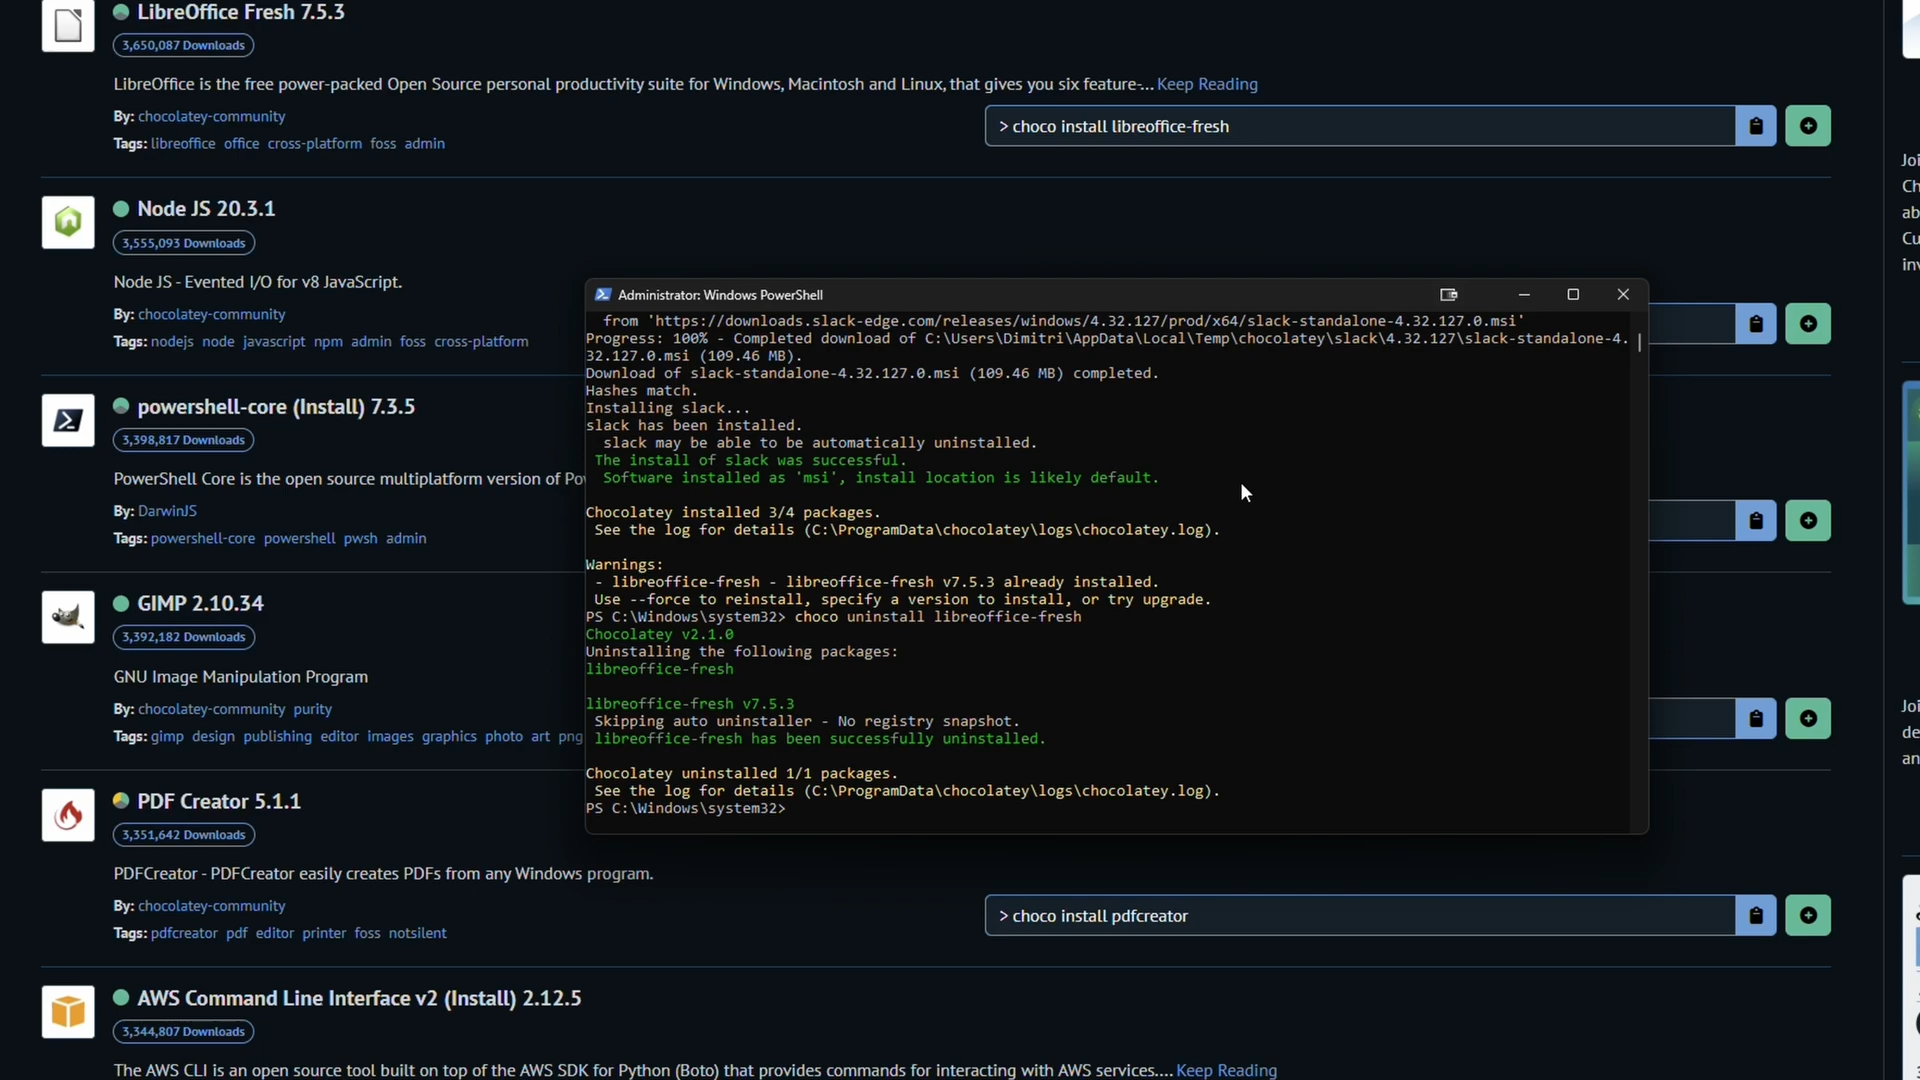 LibreOffice Fresh 7.5.3
3,650,087 Downloads
LibreOffice is the free power-packed Open Source personal productivity suite for Windows, Macintosh and Linux, that gives you six feature-... Keep Reading
By: chocolatey-community
> choco install libreoffice-fresh
Tags: libreoffice office cross-platform foss admin
Node JS 20.3.1
3,555,093 Downloads
Node JS - Evented I/O for v8 JavaScript.
By: chocolatey-community
Tags: nodejs node javascript npm admin foss cross-platform
powershell-core (Install) 7.3.5
3,398,817 Downloads
PowerShell Core is the open source multiplatform version of Po
By: DarwinJS
Tags: powershell-core powershell pwsh admin
GIMP 2.10.34
3,392,182 Downloads
GNU Image Manipulation Program
By: chocolatey-community purity
Tags: gimp design publishing editor images graphics photo art png
Administrator: Windows PowerShell
from 'https://downloads.slack-edge.com/releases/windows/4.32.127/prod/x64/slack-standalone-4.32.127.0.msi'
Progress: 100% - Completed download of C:\Users\Dimitri\AppData\Local\Temp\chocolatey\slack\4.32.127\slack-standalone-4.
32.127.0.msi (109.46 MB).
Download of slack-standalone-4.32.127.0.msi (109.46 MB) completed.
Hashes match.
Installing slack...
slack has been installed.
slack may be able to be automatically uninstalled.
The install of slack was successful.
Software installed as 'msi', install location is likely default.
Chocolatey installed 3/4 packages.
See the log for details (C:\ProgramData\chocolatey\logs\chocolatey.log).
Warnings:
- libreoffice-fresh - libreoffice-fresh v7.5.3 already installed.
Use --force to reinstall, specify a version to install, or try upgrade.
PS C:\Windows\system32> choco uninstall libreoffice-fresh
Chocolatey v2.1.0
Uninstalling the following packages:
libreoffice-fresh
libreoffice-fresh v7.5.3
Skipping auto uninstaller - No registry snapshot.
libreoffice-fresh has been successfully uninstalled.
Chocolatey uninstalled 1/1 packages.
See the log for details (C:\ProgramData\chocolatey\logs\chocolatey.log).
PS C:\Windows\system32>
PDF Creator 5.1.1
3,351,642 Downloads
PDFCreator - PDFCreator easily creates PDFs from any Windows program.
By: chocolatey-community
> choco install pdfcreator
Tags: pdfcreator pdf editor printer foss notsilent
AWS Command Line Interface v2 (Install) 2.12.5
3,344,807 Downloads
The AWS CLI is an open source tool built on top of the AWS SDK for Python (Boto) that provides commands for interacting with AWS services.... Keep Reading